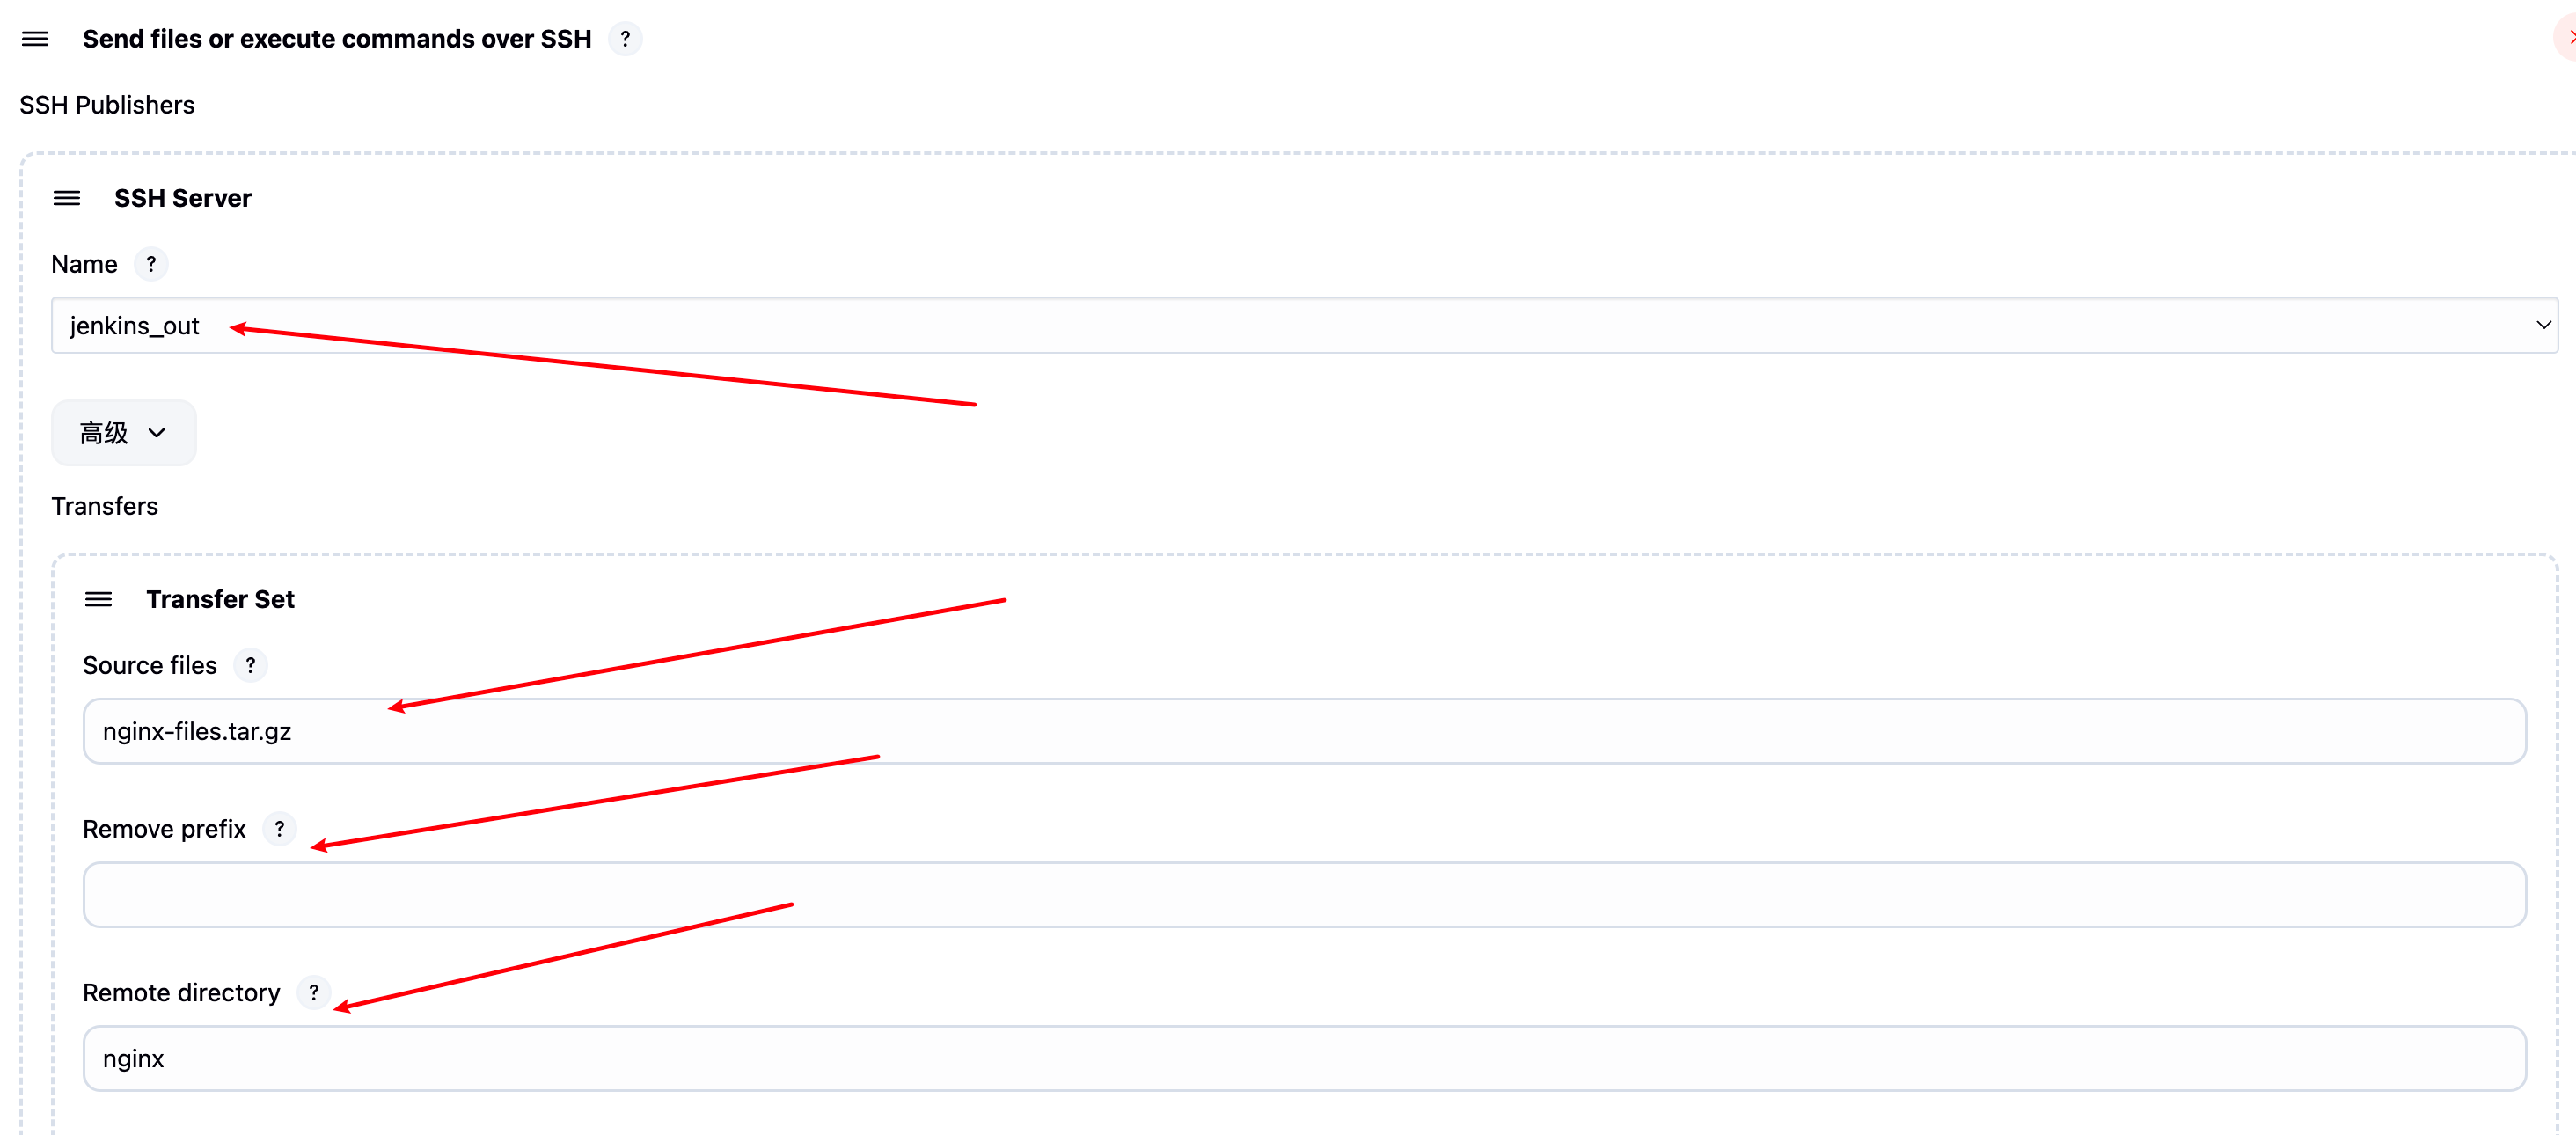 Send files or execute commands over SSH ?
SSH Publishers
SSH Server
Name ?
jenkins_out
高级
Transfers
Transfer Set
Source files ?
nginx-files.tar.gz
Remove prefix ?
Remote directory ?
nginx